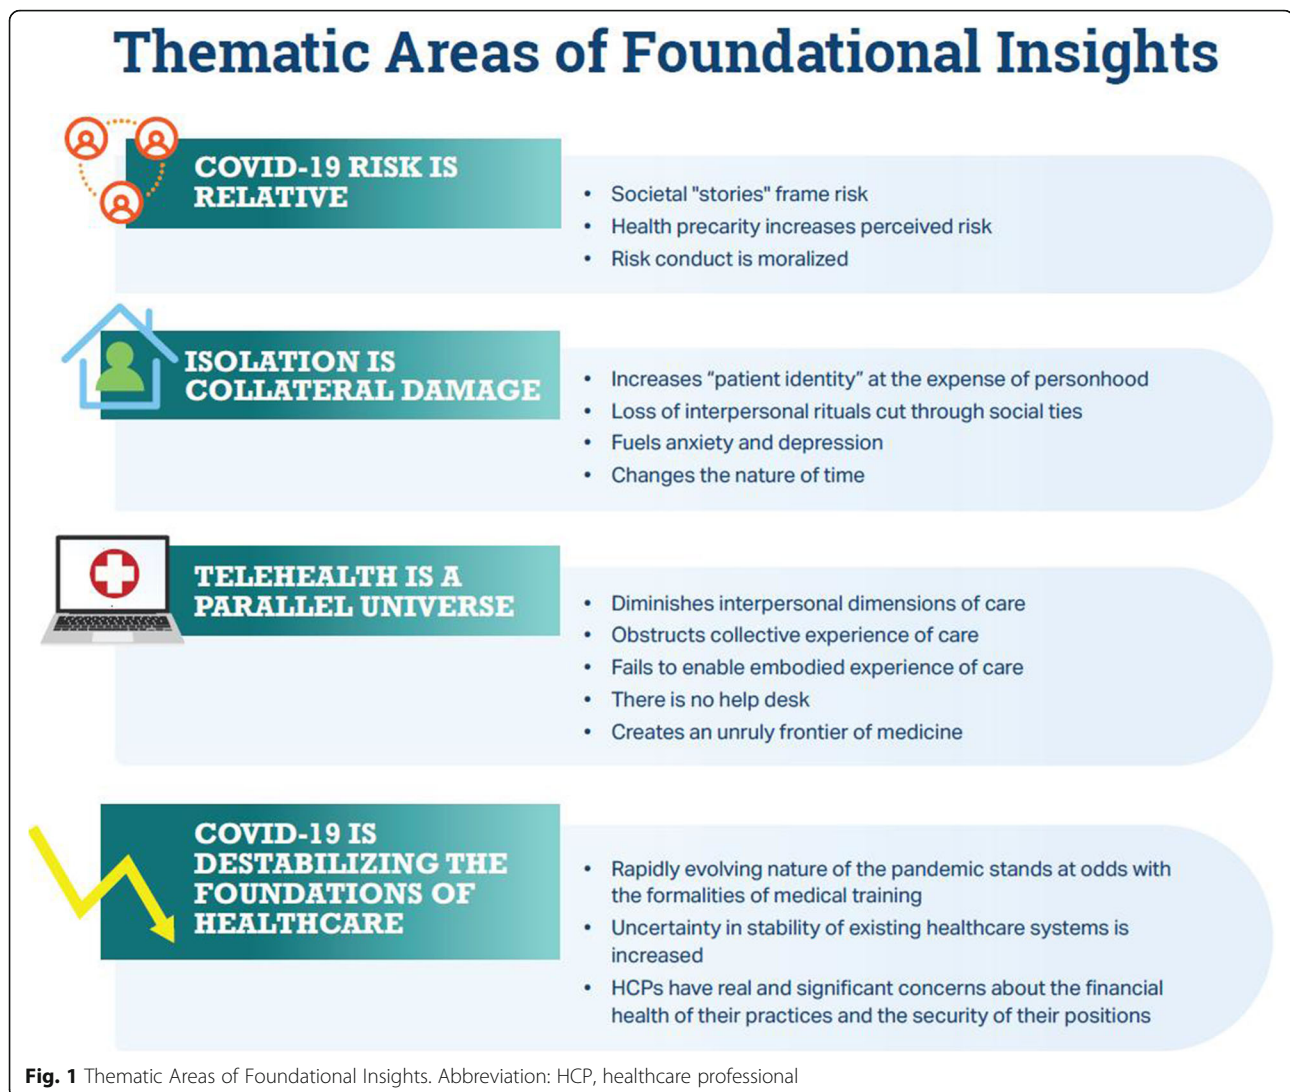 Thematic Areas of Foundational Insights
COVID-19 RISK IS
RELATIVE
• Societal "stories" frame risk
• Health precarity increases perceived risk
• Risk conduct is moralized
ISOLATION IS
COLLATERAL DAMAGE
• Increases “patient identity” at the expense of personhood
• Loss of interpersonal rituals cut through social ties
• Fuels anxiety and depression
• Changes the nature of time
TELEHEALTH IS A
PARALLEL UNIVERSE
• Diminishes interpersonal dimensions of care
• Obstructs collective experience of care
• Fails to enable embodied experience of care
• There is no help desk
• Creates an unruly frontier of medicine
COVID-19 IS
DESTABILIZING THE
FOUNDATIONS OF
HEALTHCARE
• Rapidly evolving nature of the pandemic stands at odds with
the formalities of medical training
• Uncertainty in stability of existing healthcare systems is
increased
• HCPs have real and significant concerns about the financial
health of their practices and the security of their positions
Fig. 1 Thematic Areas of Foundational Insights. Abbreviation: HCP, healthcare professional